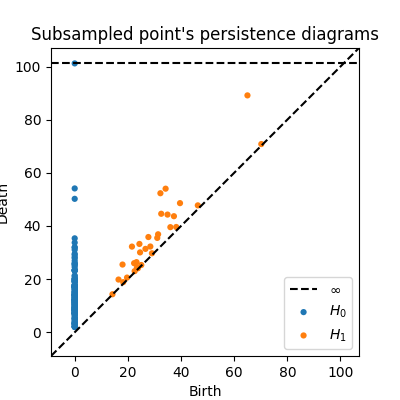 Subsampled point's persistence diagrams
Death
100
80
60
40
20
0
0 20 40 60 80 100
Birth
∞
H₀
H₁